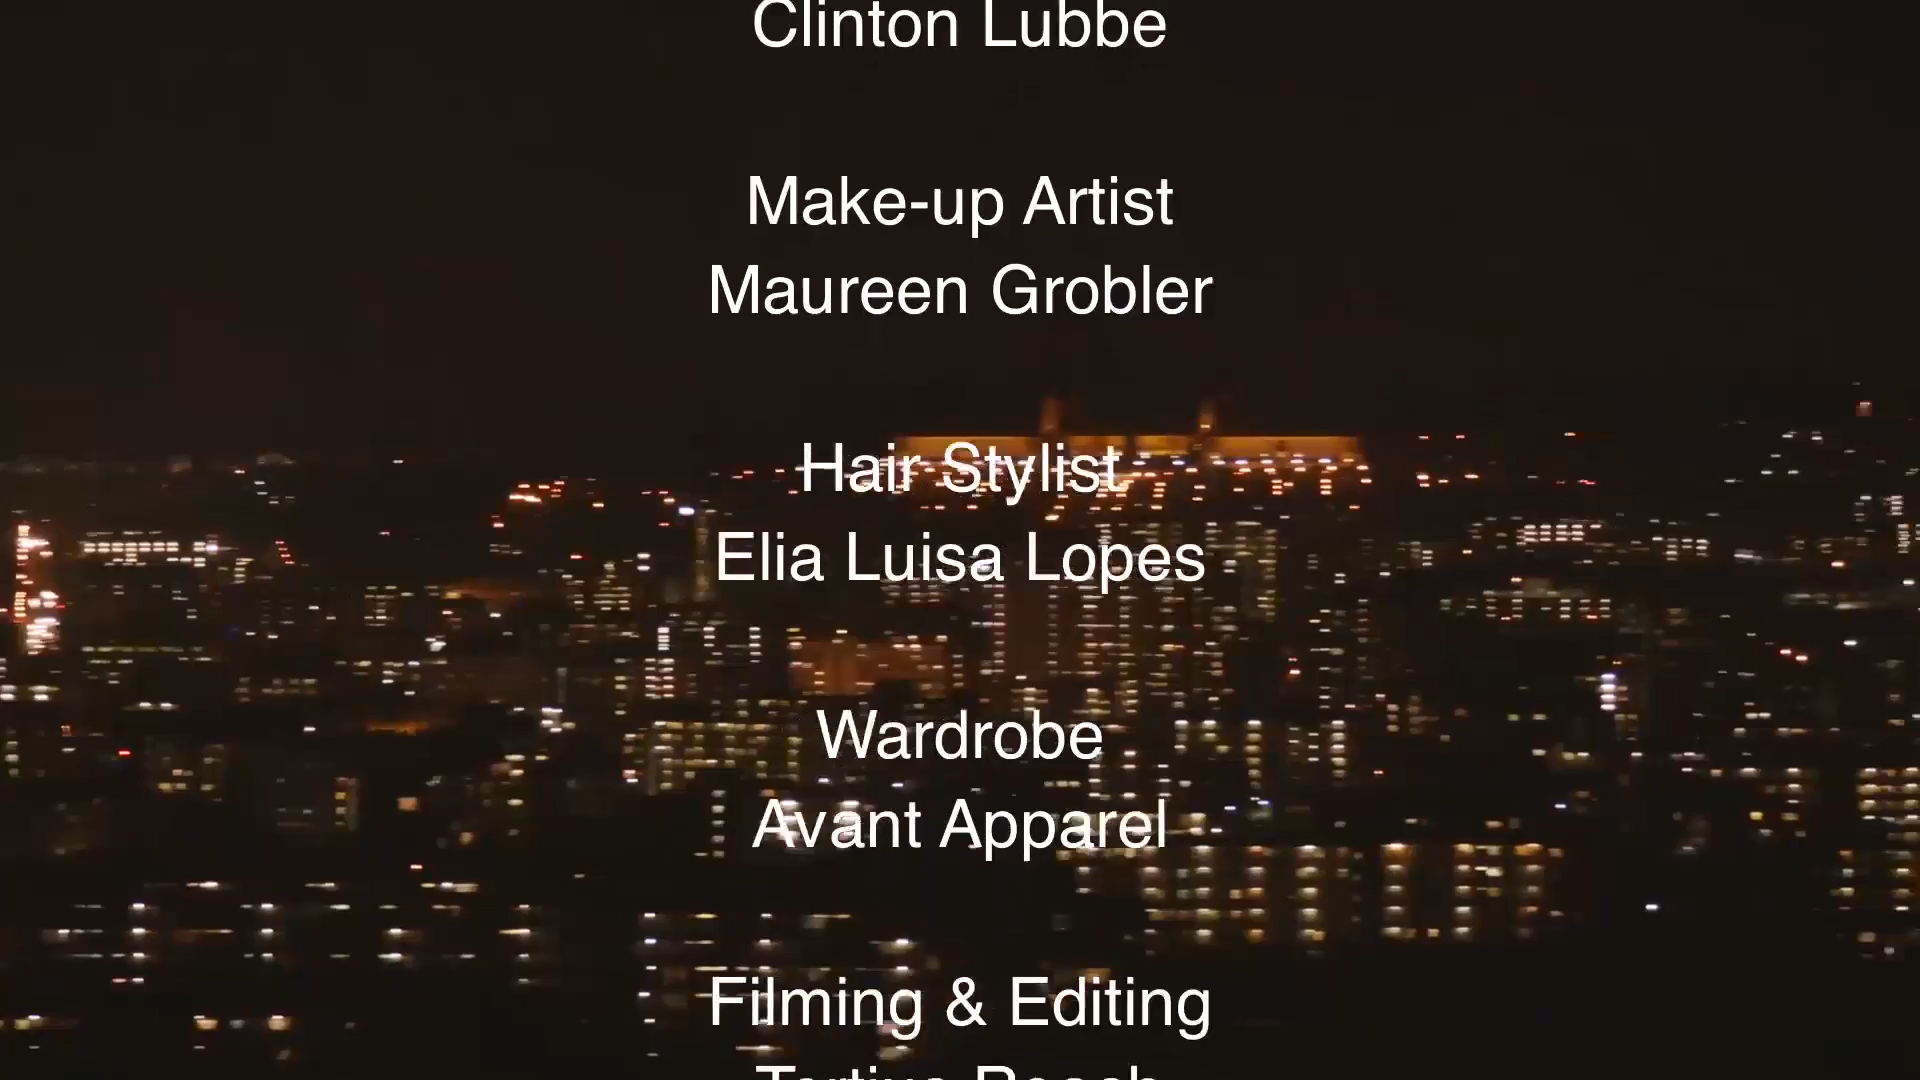 Clinton Lubbe
Make-up Artist
Maureen Grobler
Hair Stylist
Elia Luisa Lopes
Wardrobe
Avant Apparel
Filming & Editing